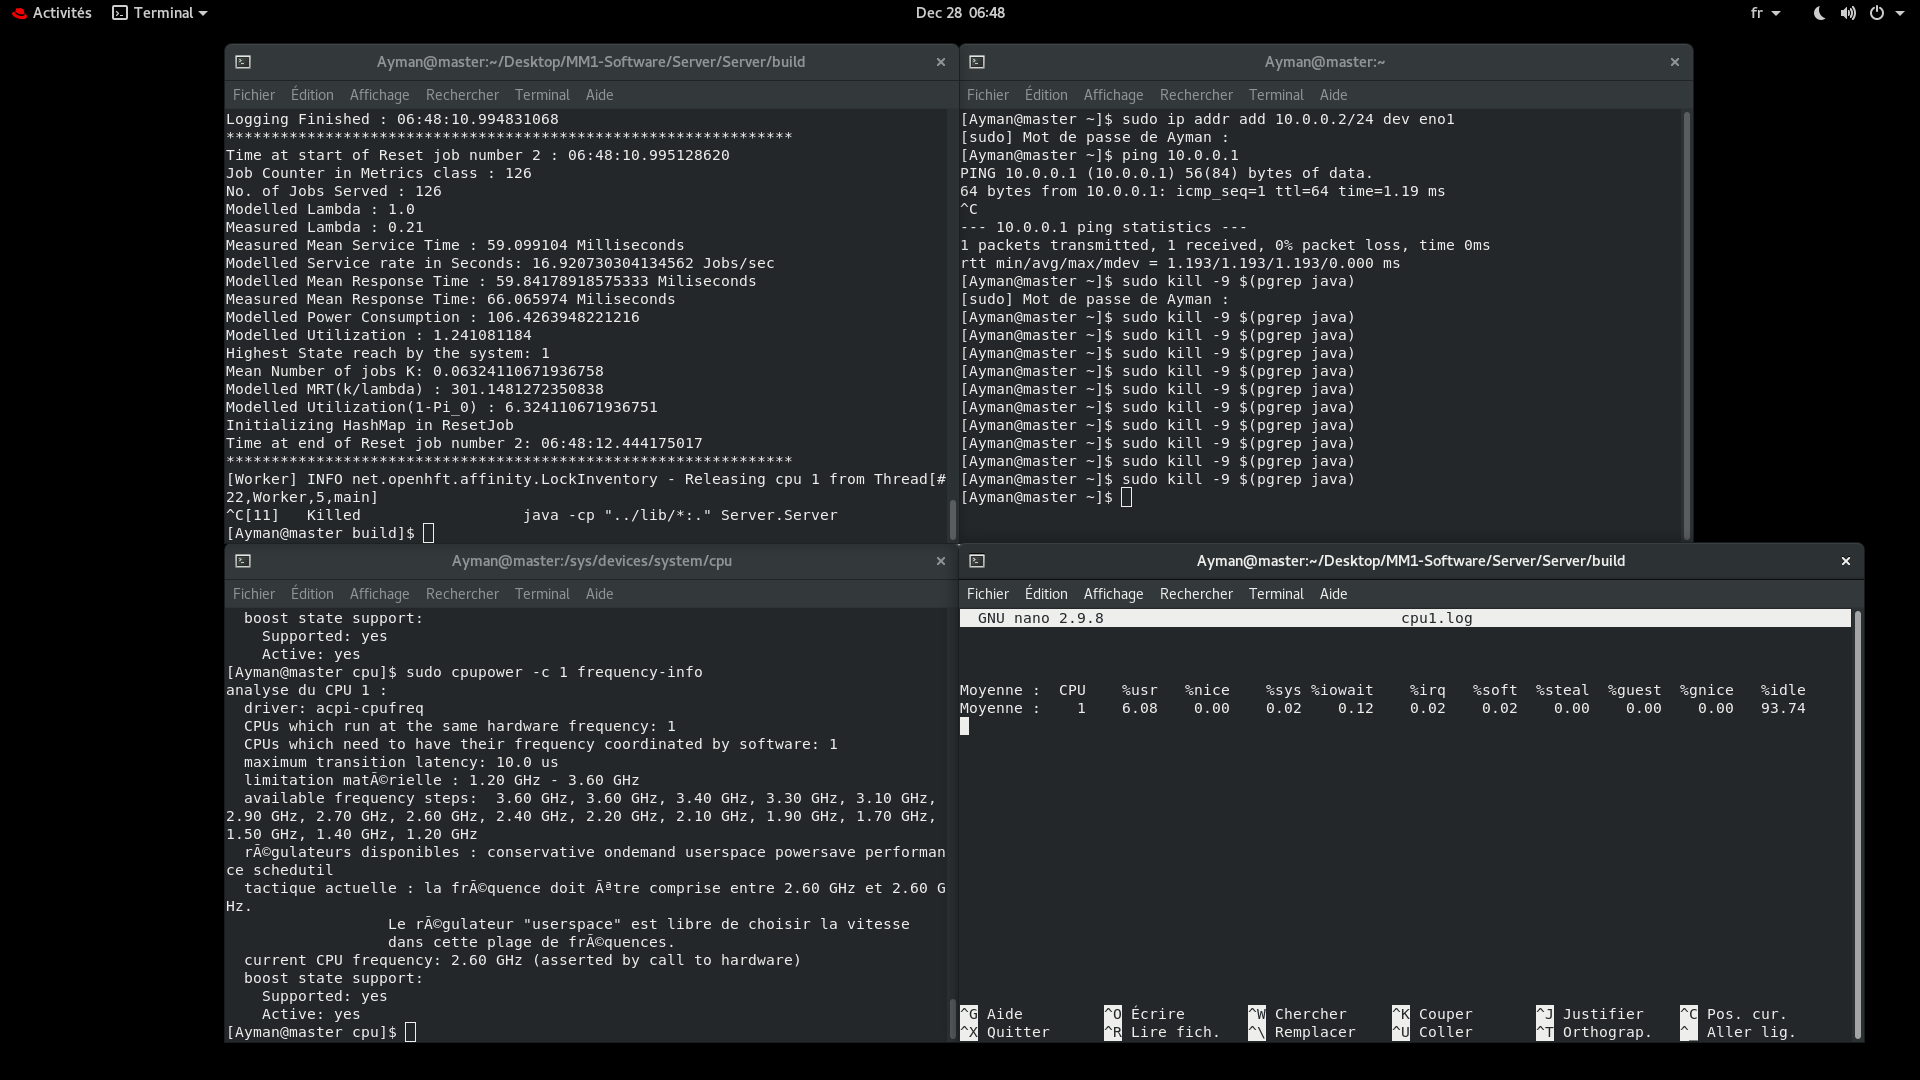 Activités Terminal Dec 28 06:48 fr
Ayman@master:~/Desktop/MM1-Software/Server/Server/build
Fichier Édition Affichage Rechercher Terminal Aide
Logging Finished : 06:48:10.994831068
***************************************************************
Time at start of Reset job number 2 : 06:48:10.995128620
Job Counter in Metrics class : 126
No. of Jobs Served : 126
Modelled Lambda : 1.0
Measured Lambda : 0.21
Measured Mean Service Time : 59.099104 Milliseconds
Modelled Service rate in Seconds: 16.920730304134562 Jobs/sec
Modelled Mean Response Time : 59.84178918575333 Miliseconds
Measured Mean Response Time: 66.065974 Miliseconds
Modelled Power Consumption : 106.4263948221216
Modelled Utilization : 1.241081184
Highest State reach by the system: 1
Mean Number of jobs K: 0.06324110671936758
Modelled MRT(k/lambda) : 301.1481272350838
Modelled Utilization(1-Pi_0) : 6.324110671936751
Initializing HashMap in ResetJob
Time at end of Reset job number 2: 06:48:12.444175017
***************************************************************
[Worker] INFO net.openhft.affinity.LockInventory - Releasing cpu 1 from Thread[#
22,Worker,5,main]
^C[11]   Killed                  java -cp "../lib/*:." Server.Server
[Ayman@master build]$
Ayman@master:~
Fichier Édition Affichage Rechercher Terminal Aide
[Ayman@master ~]$ sudo ip addr add 10.0.0.2/24 dev eno1
[sudo] Mot de passe de Ayman :
[Ayman@master ~]$ ping 10.0.0.1
PING 10.0.0.1 (10.0.0.1) 56(84) bytes of data.
64 bytes from 10.0.0.1: icmp_seq=1 ttl=64 time=1.19 ms
^C
--- 10.0.0.1 ping statistics ---
1 packets transmitted, 1 received, 0% packet loss, time 0ms
rtt min/avg/max/mdev = 1.193/1.193/1.193/0.000 ms
[Ayman@master ~]$ sudo kill -9 $(pgrep java)
[sudo] Mot de passe de Ayman :
[Ayman@master ~]$ sudo kill -9 $(pgrep java)
[Ayman@master ~]$ sudo kill -9 $(pgrep java)
[Ayman@master ~]$ sudo kill -9 $(pgrep java)
[Ayman@master ~]$ sudo kill -9 $(pgrep java)
[Ayman@master ~]$ sudo kill -9 $(pgrep java)
[Ayman@master ~]$ sudo kill -9 $(pgrep java)
[Ayman@master ~]$ sudo kill -9 $(pgrep java)
[Ayman@master ~]$ sudo kill -9 $(pgrep java)
[Ayman@master ~]$ sudo kill -9 $(pgrep java)
[Ayman@master ~]$ sudo kill -9 $(pgrep java)
[Ayman@master ~]$
Ayman@master:/sys/devices/system/cpu
Fichier Édition Affichage Rechercher Terminal Aide
boost state support:
Supported: yes
Active: yes
[Ayman@master cpu]$ sudo cpupower -c 1 frequency-info
analyse du CPU 1 :
driver: acpi-cpufreq
CPUs which run at the same hardware frequency: 1
CPUs which need to have their frequency coordinated by software: 1
maximum transition latency: 10.0 us
limitation matÃ©rielle : 1.20 GHz - 3.60 GHz
available frequency steps:  3.60 GHz, 3.60 GHz, 3.40 GHz, 3.30 GHz, 3.10 GHz,
2.90 GHz, 2.70 GHz, 2.60 GHz, 2.40 GHz, 2.20 GHz, 2.10 GHz, 1.90 GHz, 1.70 GHz,
1.50 GHz, 1.40 GHz, 1.20 GHz
rÃ©gulateurs disponibles : conservative ondemand userspace powersave performan
ce schedutil
tactique actuelle : la frÃ©quence doit Ãªtre comprise entre 2.60 GHz et 2.60 G
Hz.
Le rÃ©gulateur "userspace" est libre de choisir la vitesse
dans cette plage de frÃ©quences.
current CPU frequency: 2.60 GHz (asserted by call to hardware)
boost state support:
Supported: yes
Active: yes
[Ayman@master cpu]$
Ayman@master:~/Desktop/MM1-Software/Server/Server/build
Fichier Édition Affichage Rechercher Terminal Aide
GNU nano 2.9.8 cpu1.log
Moyenne :  CPU    %usr   %nice    %sys %iowait    %irq   %soft  %steal  %guest  %gnice   %idle
Moyenne :    1    6.08    0.00    0.02    0.12    0.02    0.02    0.00    0.00    0.00   93.74
^G Aide ^O Écrire ^W Chercher ^K Couper ^J Justifier ^C Pos. cur.
^X Quitter ^R Lire fich. ^\ Remplacer ^U Coller ^T Orthograp. ^_ Aller lig.